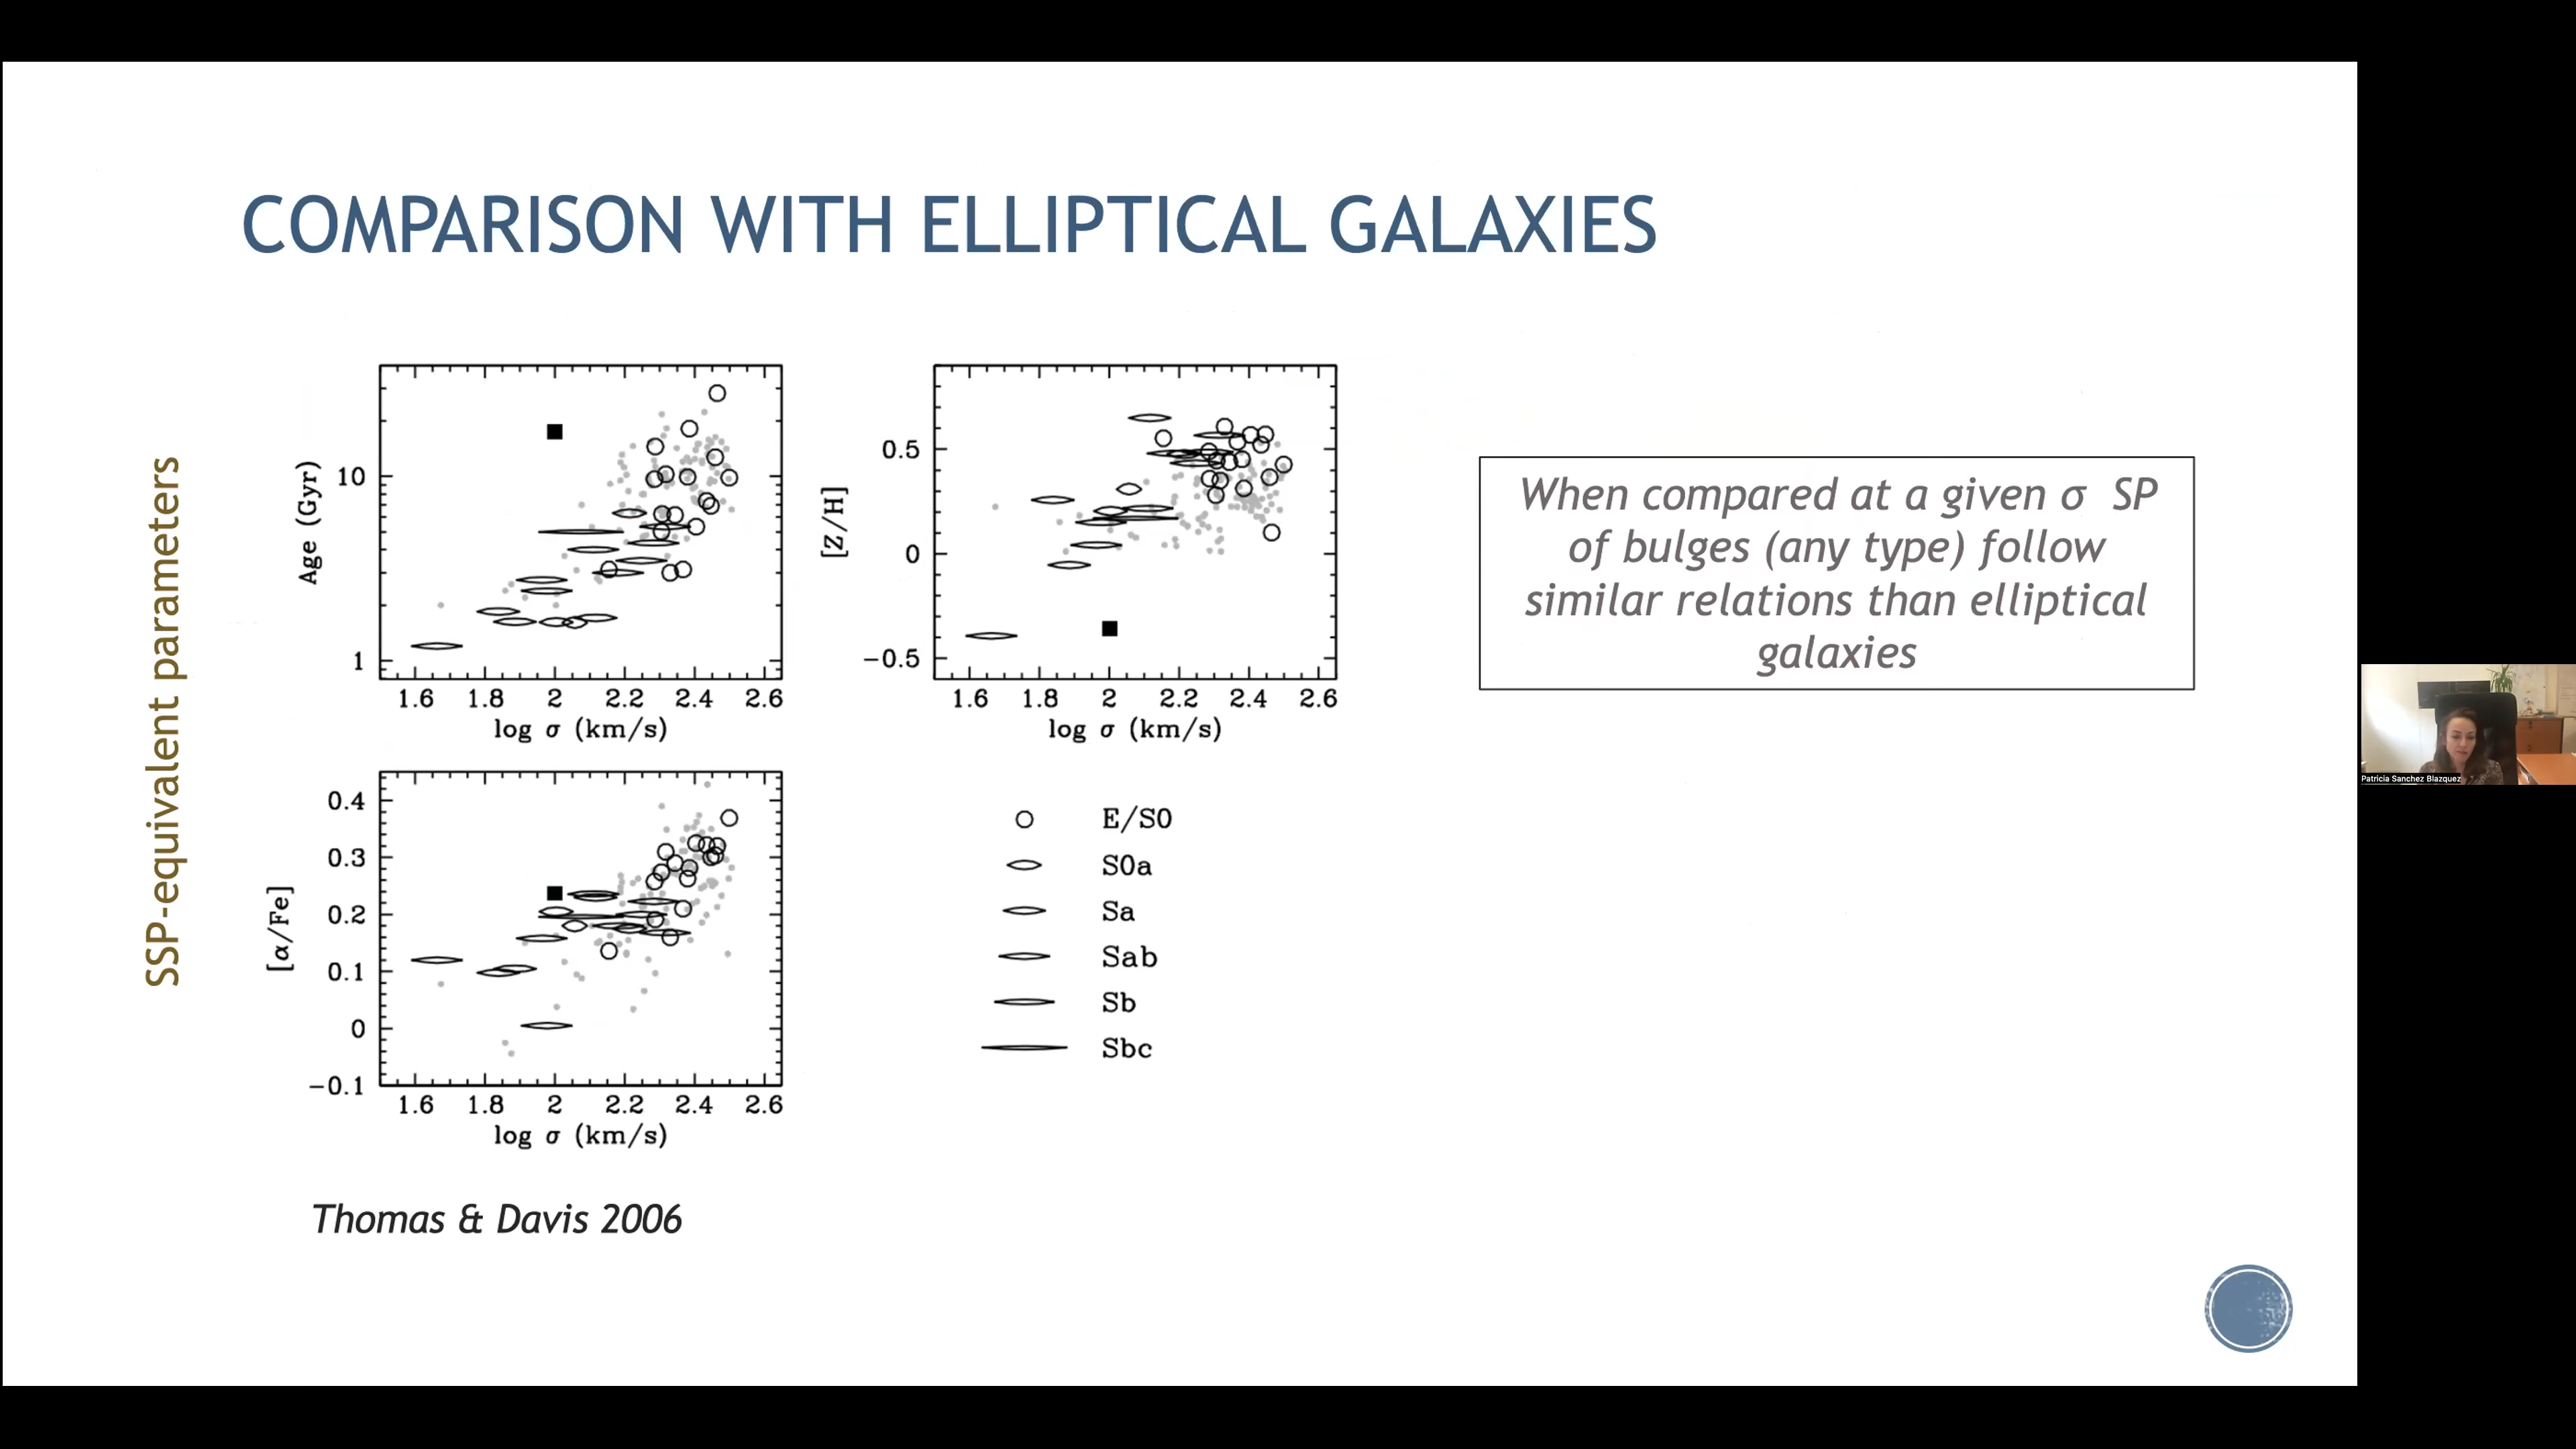 COMPARISON WITH ELLIPTICAL GALAXIES
SSP-equivalent parameters
Age (Gyr)
10
1
1.6 1.8 2 2.2 2.4 2.6
log σ (km/s)
[Z/H]
0.5
0
−0.5
1.6 1.8 2 2.2 2.4 2.6
log σ (km/s)
When compared at a given σ SP
of bulges (any type) follow
similar relations than elliptical
galaxies
[α/Fe]
0.4
0.3
0.2
0.1
0
−0.1
1.6 1.8 2 2.2 2.4 2.6
log σ (km/s)
E/S0
S0a
Sa
Sab
Sb
Sbc
Thomas & Davis 2006
Patricia Sanchez Blazquez